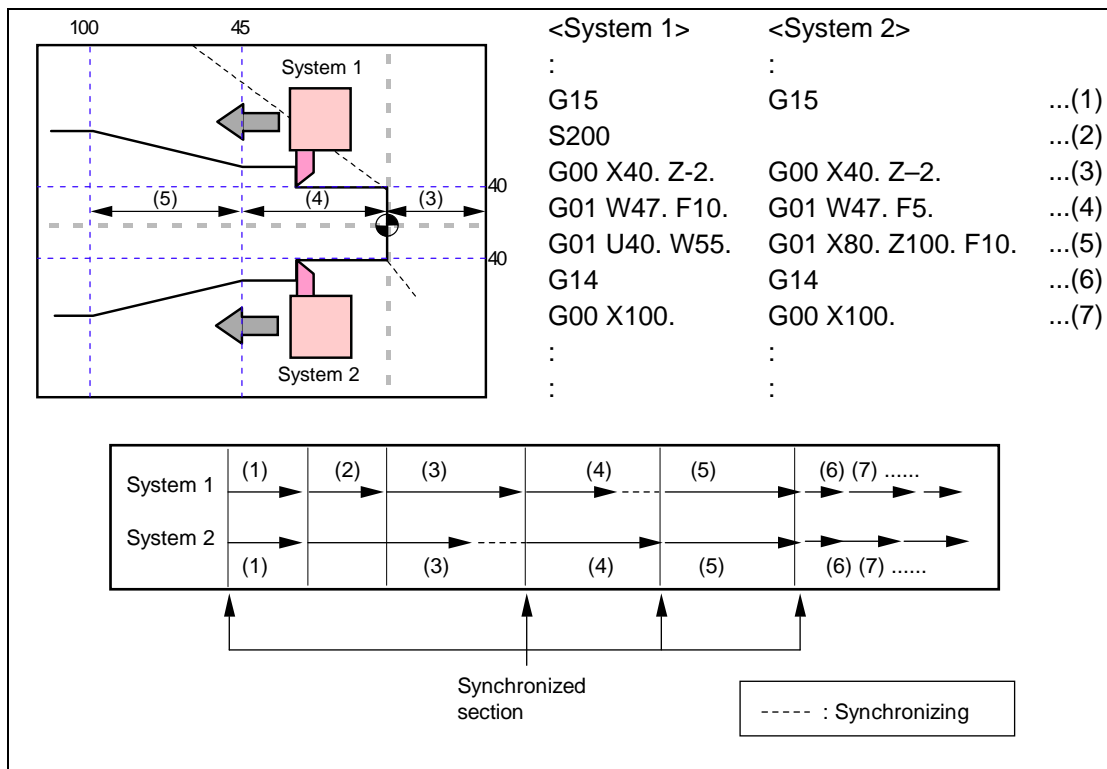 100 45
System 1
40
(5) (4) (3)
40
System 2
<System 1> <System 2>
: :
G15 G15 ...(1)
S200 ...(2)
G00 X40. Z-2. G00 X40. Z–2. ...(3)
G01 W47. F10. G01 W47. F5. ...(4)
G01 U40. W55. G01 X80. Z100. F10. ...(5)
G14 G14 ...(6)
G00 X100. G00 X100. ...(7)
: :
: :
(1) (2) (3) (4) (5) (6) (7) ......
System 1
System 2
(1) (3) (4) (5) (6) (7) ......
Synchronized
section
----- : Synchronizing